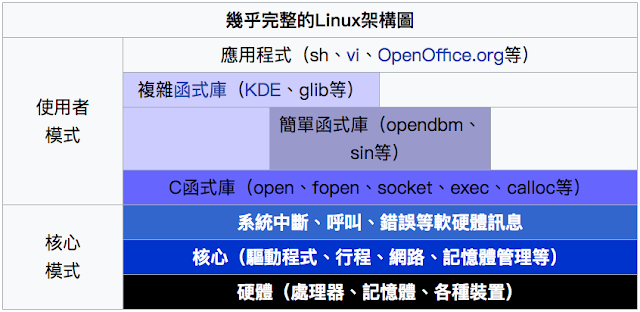 幾乎完整的Linux架構圖
使用者
模式
應用程式（sh、vi、OpenOffice.org等）
複雜函式庫（KDE、glib等）
簡單函式庫（opendbm、
sin等）
C函式庫（open、fopen、socket、exec、calloc等）
核心
模式
系統中斷、呼叫、錯誤等軟硬體訊息
核心（驅動程式、行程、網路、記憶體管理等）
硬體（處理器、記憶體、各種裝置）